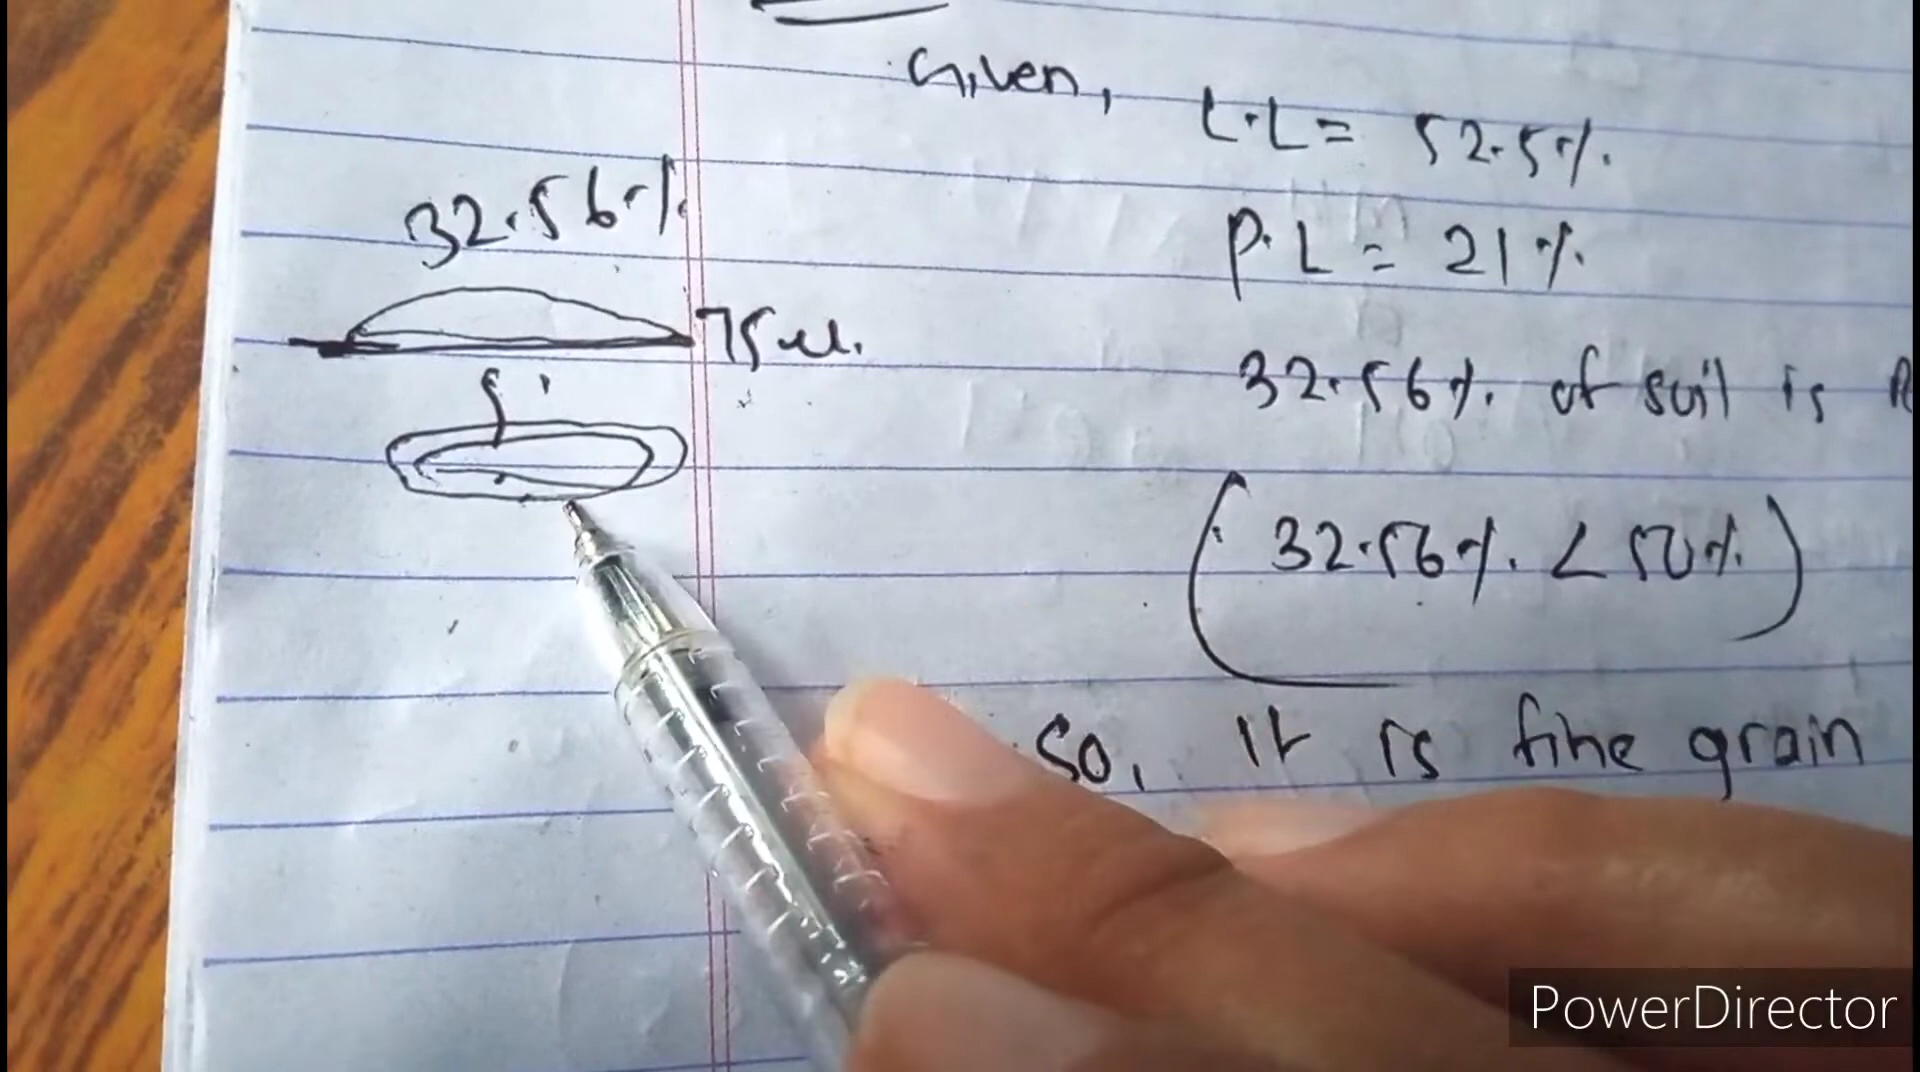 Given,
L.L = 52.5%.
P.L = 21%.
32.56% of soil is
(32.56% < 50%)
So, It is fine grain
32.56%
75 μ.
PowerDirector